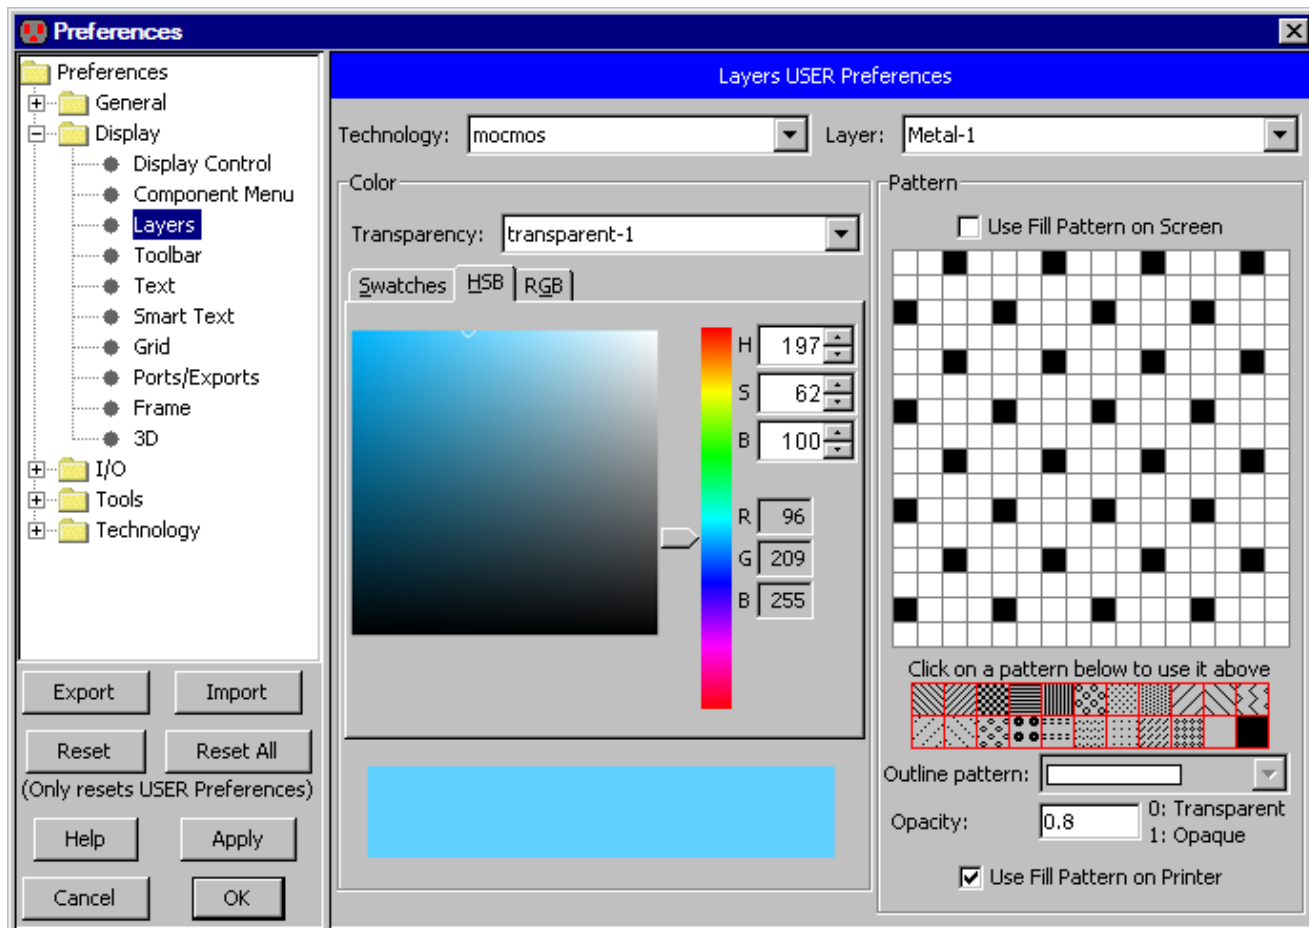 Preferences
Preferences
General
Display
Display Control
Component Menu
Layers
Toolbar
Text
Smart Text
Grid
Ports/Exports
Frame
3D
I/O
Tools
Technology
Export Import
Reset Reset All
(Only resets USER Preferences)
Help Apply
Cancel OK
Layers USER Preferences
Technology: mocmos Layer: Metal-1
Color
Transparency: transparent-1
Swatches HSB RGB
H 197
S 62
B 100
R 96
G 209
B 255
Pattern
Use Fill Pattern on Screen
Click on a pattern below to use it above
Outline pattern:
Opacity: 0.8 0: Transparent
1: Opaque
Use Fill Pattern on Printer